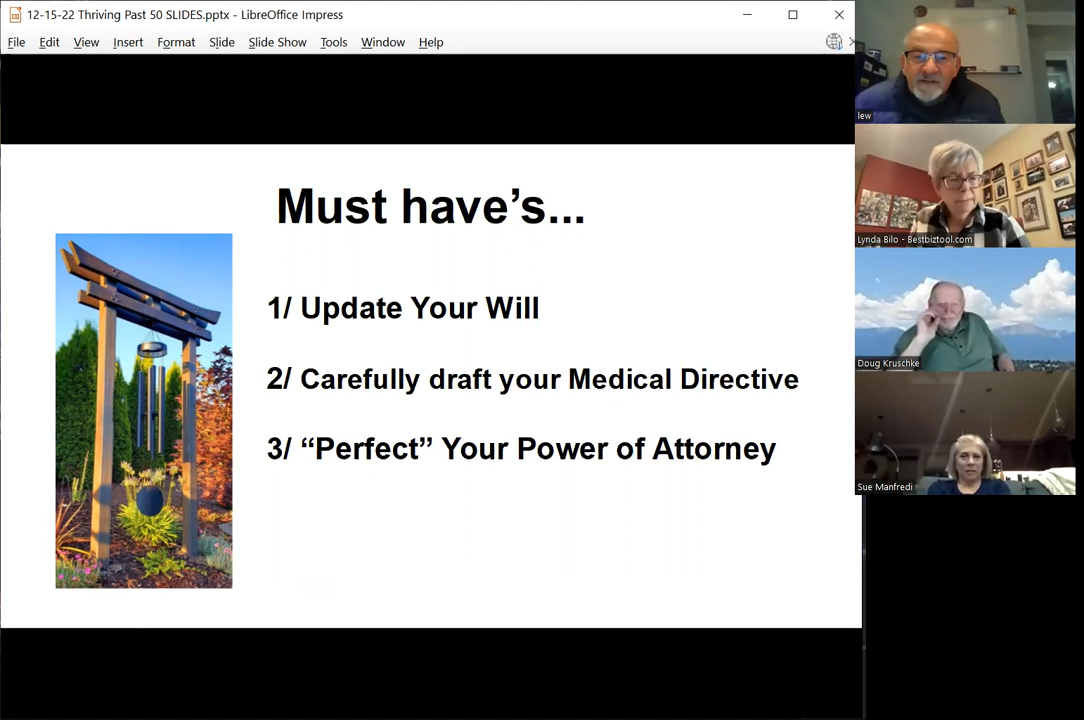 12-15-22 Thriving Past 50 SLIDES.pptx - LibreOffice Impress
File Edit View Insert Format Slide Slide Show Tools Window Help
Must have’s...
1/ Update Your Will
2/ Carefully draft your Medical Directive
3/ “Perfect” Your Power of Attorney
lew
Lynda Bilo - Bestbiztool.com
Doug Kruschke
Sue Manfredi